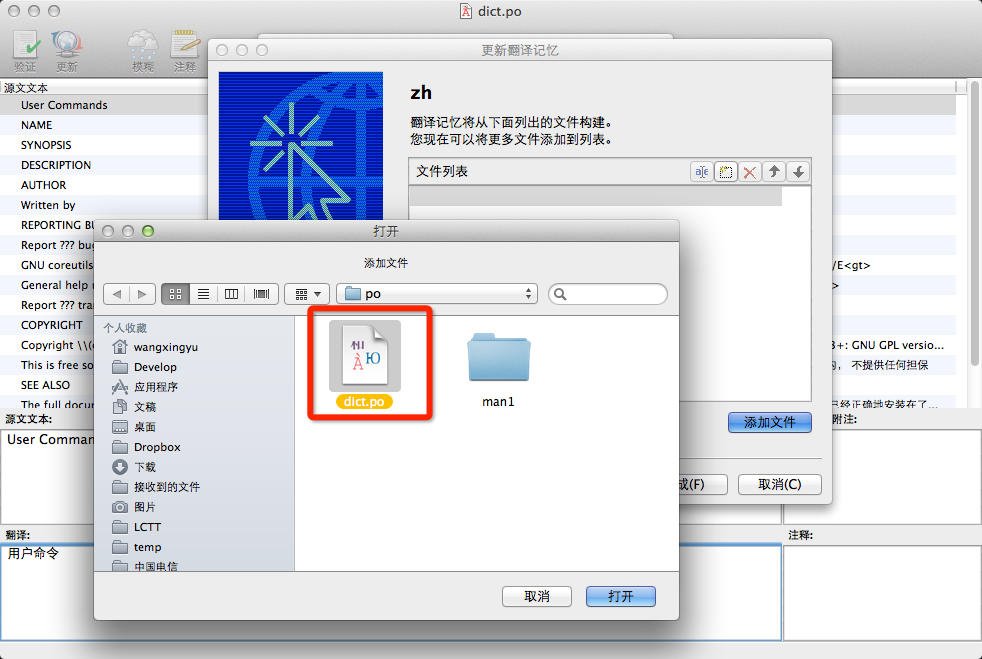 dict.po
验证
更新
模糊
注释
更新翻译记忆
源文文本
User Commands
NAME
SYNOPSIS
DESCRIPTION
AUTHOR
Written by
REPORTING BU
Report ??? bug
GNU coreutils
/E<gt>
General help
>
Report ??? tra
COPYRIGHT
Copyright \\(
3+: GNU GPL versio...
This is free so
, 不提供任何担保
SEE ALSO
The full docu
已经正确地安装在了...
zh
翻译记忆将从下面列出的文件构建。
您现在可以将更多文件添加到列表。
文件列表
添加文件
成(F)
取消(C)
打开
添加文件
po
个人收藏
wangxingyu
Develop
应用程序
文稿
桌面
Dropbox
下载
接收到的文件
图片
LCTT
temp
中国电信
dict.po
man1
取消
打开
源文文本:
附注:
User Comman
翻译:
注释:
用户命令